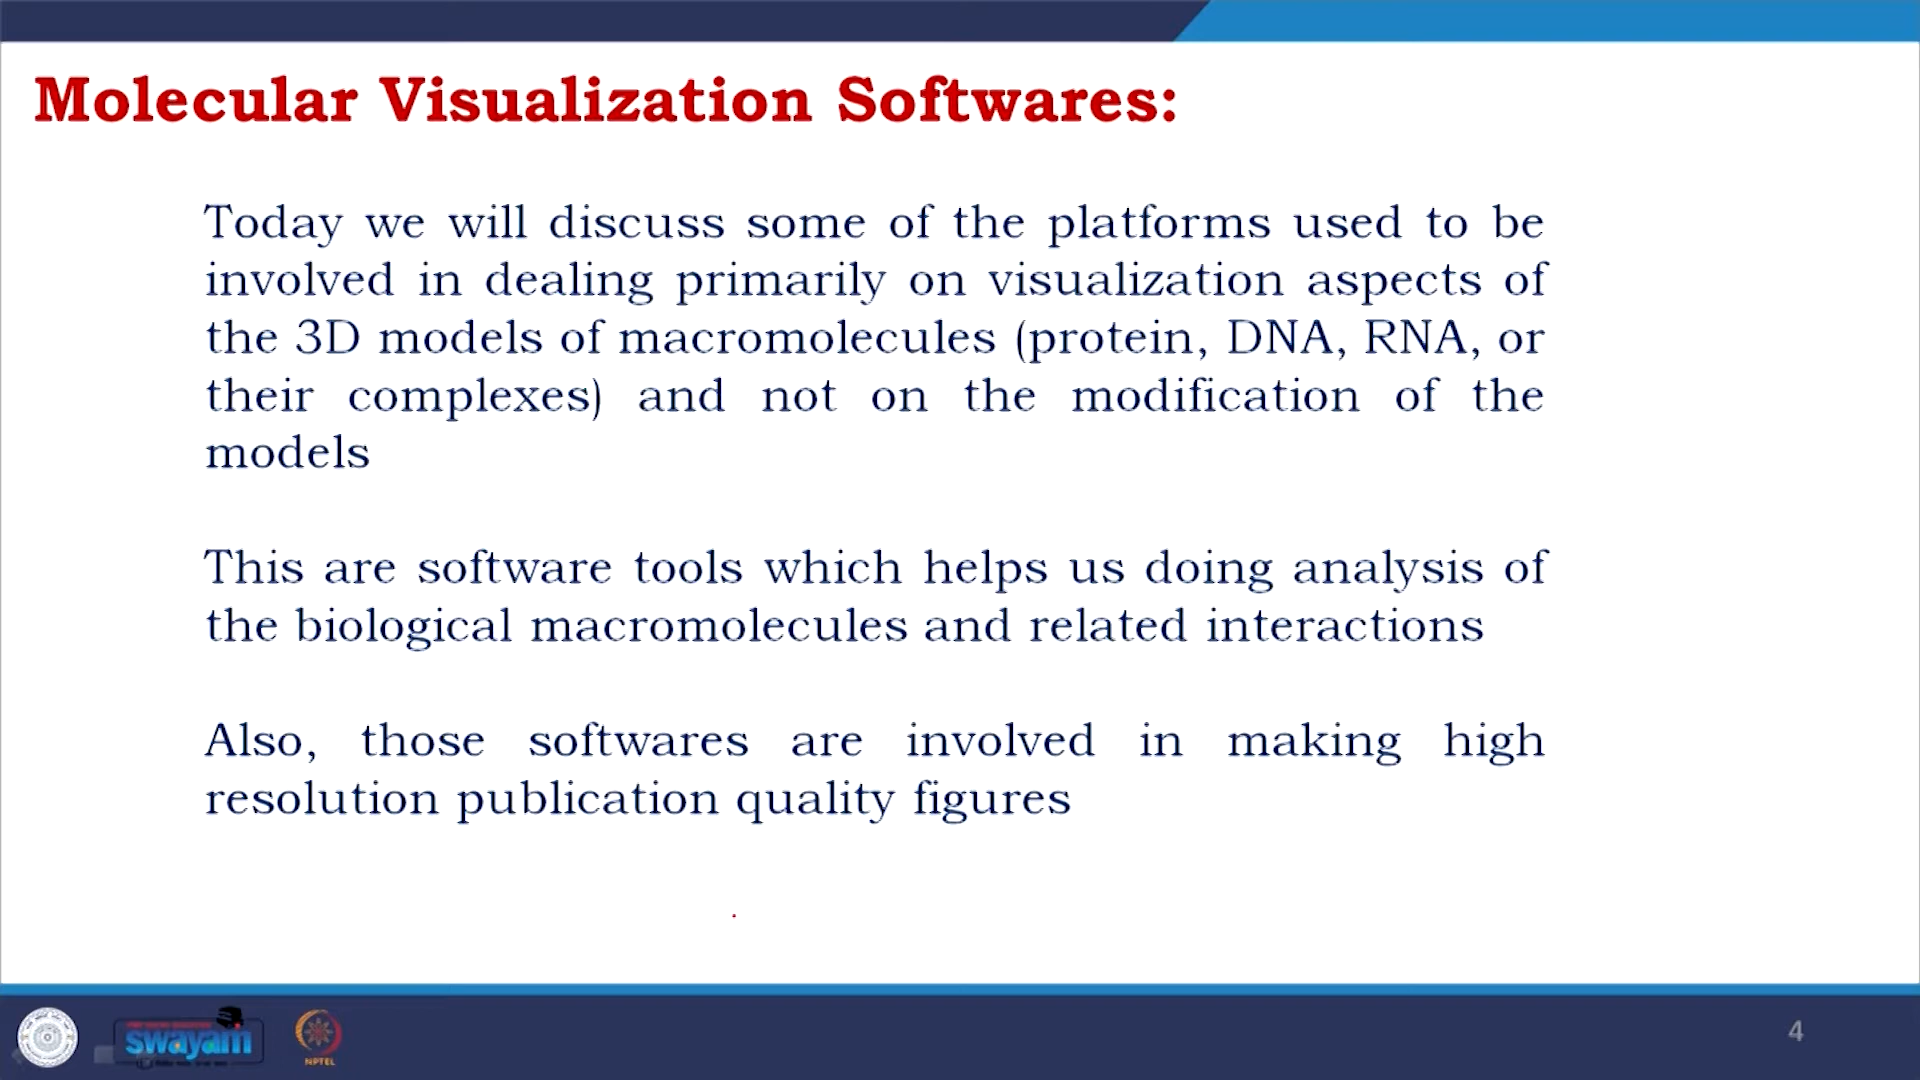 Molecular Visualization Softwares:
Today we will discuss some of the platforms used to be
involved in dealing primarily on visualization aspects of
the 3D models of macromolecules (protein, DNA, RNA, or
their complexes) and not on the modification of the
models
This are software tools which helps us doing analysis of
the biological macromolecules and related interactions
Also, those softwares are involved in making high
resolution publication quality figures
swayam
NPTEL
4